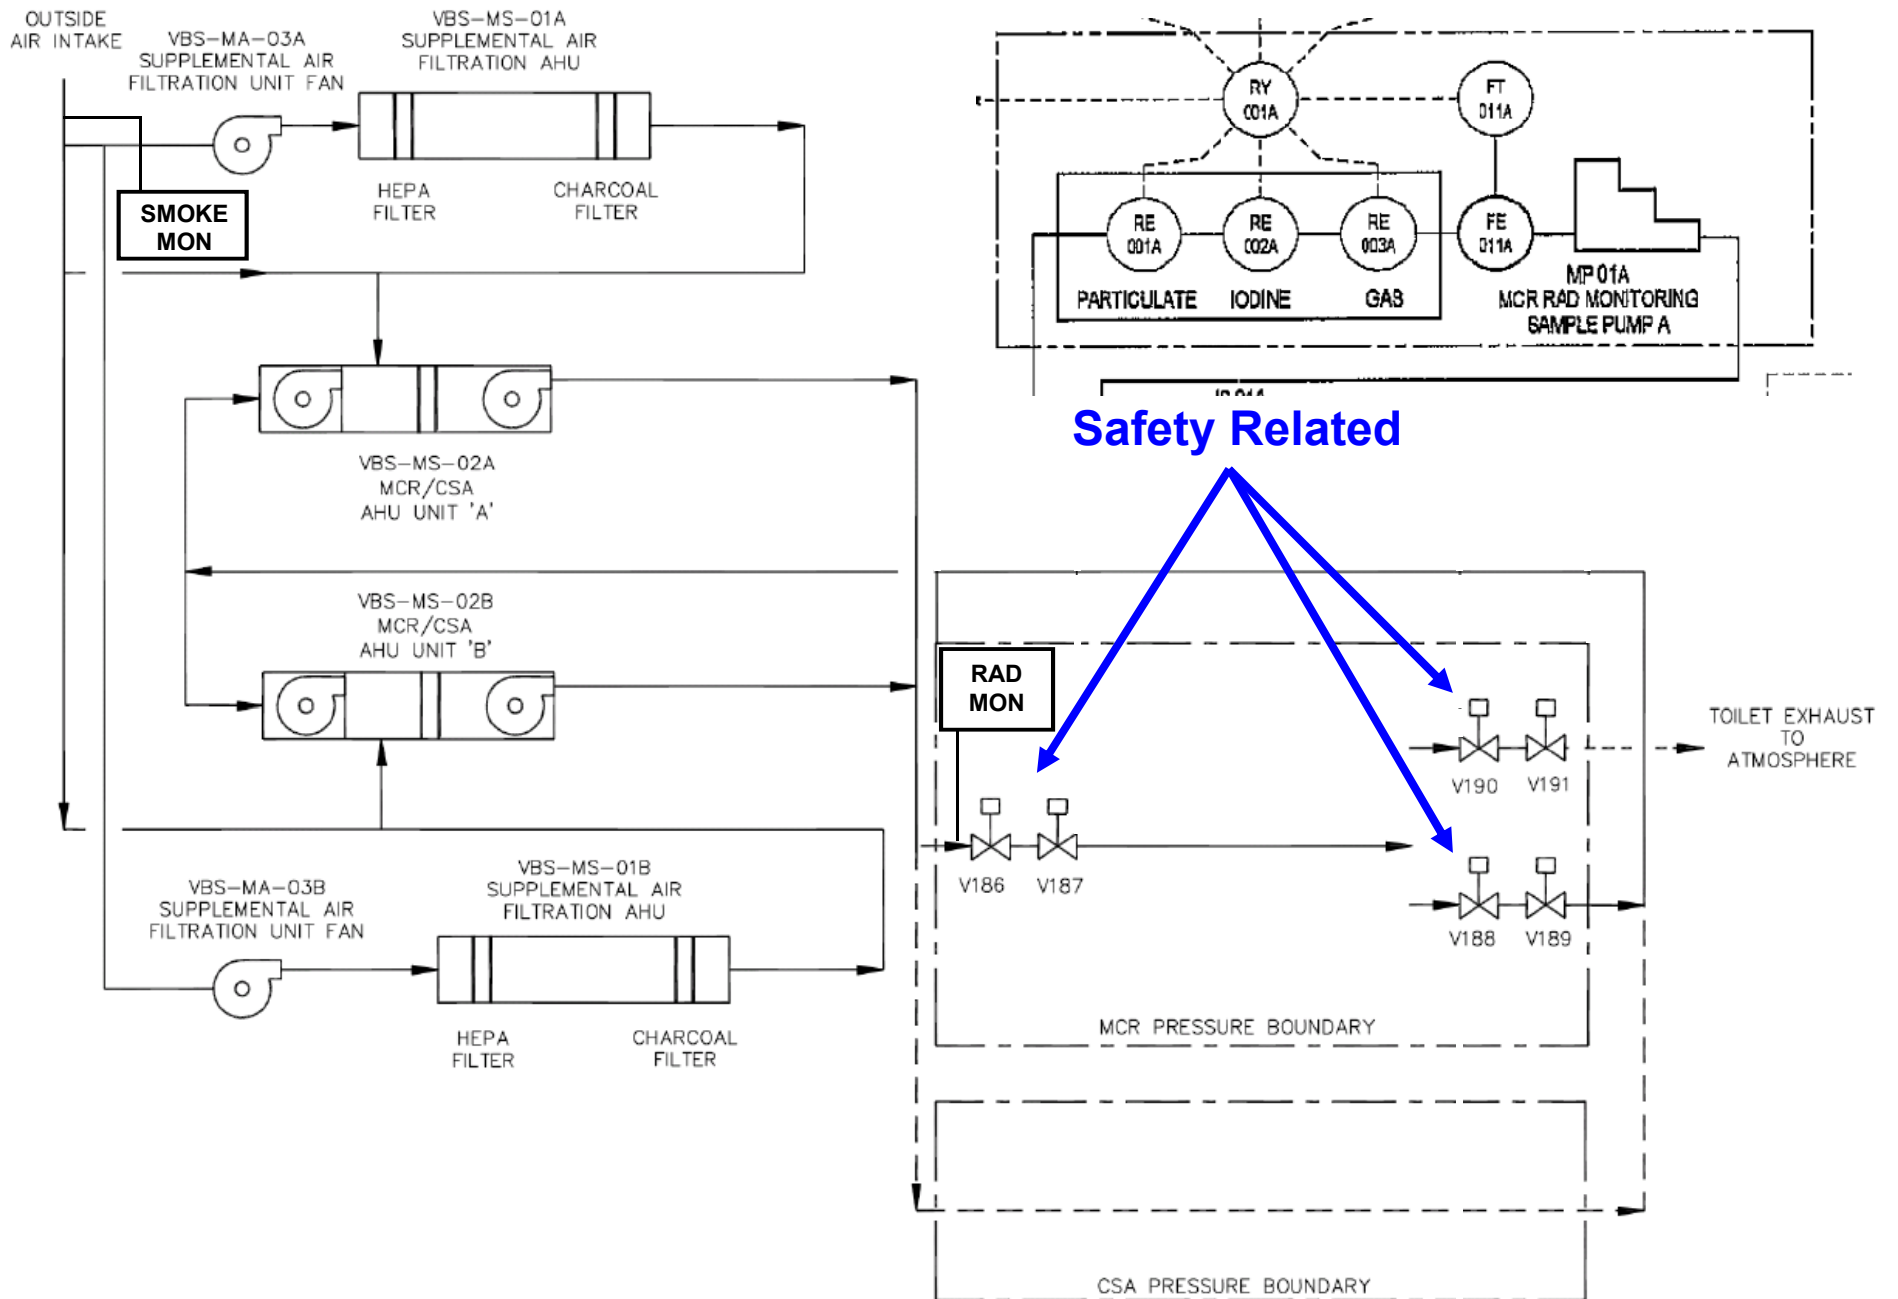 OUTSIDE
AIR INTAKE
VBS-MA-03A
SUPPLEMENTAL AIR
FILTRATION UNIT FAN
VBS-MS-01A
SUPPLEMENTAL AIR
FILTRATION AHU
HEPA
FILTER
CHARCOAL
FILTER
SMOKE
MON
RY
001A
FT
011A
RE
001A
RE
002A
RE
003A
FE
011A
PARTICULATE
IODINE
GAS
MP 01A
MCR RAD MONITORING
SAMPLE PUMP A
Safety Related
VBS-MS-02A
MCR/CSA
AHU UNIT 'A'
VBS-MS-02B
MCR/CSA
AHU UNIT 'B'
RAD
MON
V186
V187
V190
V191
V188
V189
TOILET EXHAUST
TO
ATMOSPHERE
VBS-MA-03B
SUPPLEMENTAL AIR
FILTRATION UNIT FAN
VBS-MS-01B
SUPPLEMENTAL AIR
FILTRATION AHU
HEPA
FILTER
CHARCOAL
FILTER
MCR PRESSURE BOUNDARY
CSA PRESSURE BOUNDARY